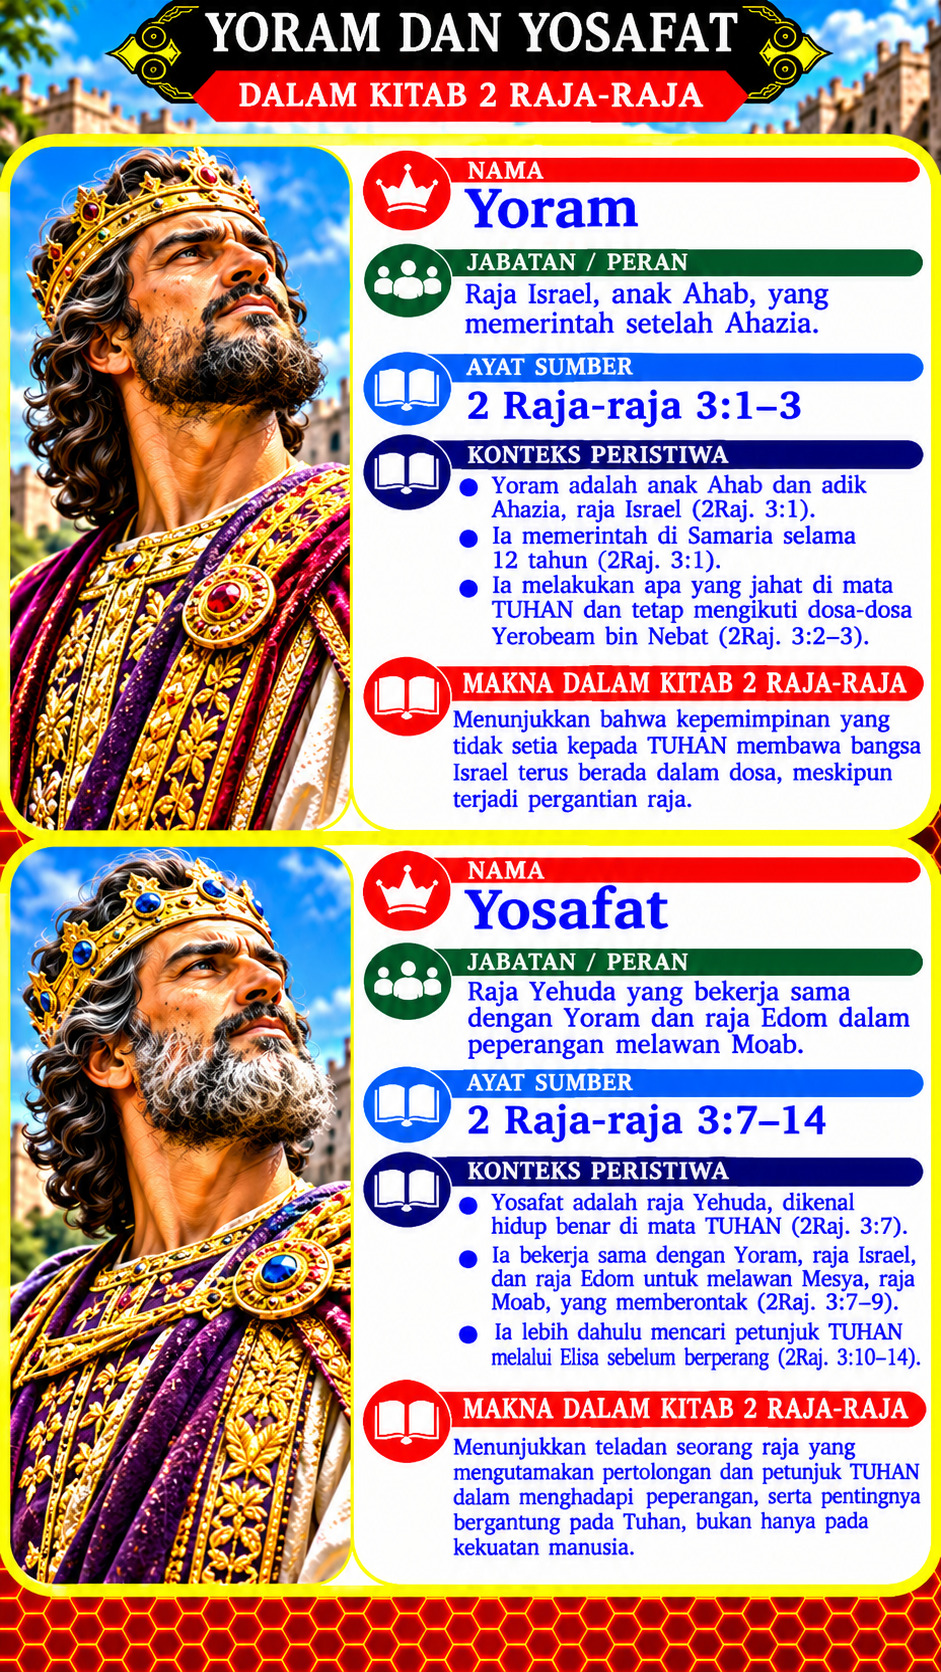 YORAM DAN YOSAFAT
DALAM KITAB 2 RAJA-RAJA
NAMA
Yoram
JABATAN / PERAN
Raja Israel, anak Ahab, yang
memerintah setelah Ahazia.
AYAT SUMBER
2 Raja-raja 3:1–3
KONTEKS PERISTIWA
● Yoram adalah anak Ahab dan adik
Ahazia, raja Israel (2Raj. 3:1).
● Ia memerintah di Samaria selama
12 tahun (2Raj. 3:1).
● Ia melakukan apa yang jahat di mata
TUHAN dan tetap mengikuti dosa-dosa
Yerobeam bin Nebat (2Raj. 3:2–3).
MAKNA DALAM KITAB 2 RAJA-RAJA
Menunjukkan bahwa kepemimpinan yang
tidak setia kepada TUHAN membawa bangsa
Israel terus berada dalam dosa, meskipun
terjadi pergantian raja.
NAMA
Yosafat
JABATAN / PERAN
Raja Yehuda yang bekerja sama
dengan Yoram dan raja Edom dalam
peperangan melawan Moab.
AYAT SUMBER
2 Raja-raja 3:7–14
KONTEKS PERISTIWA
● Yosafat adalah raja Yehuda, dikenal
hidup benar di mata TUHAN (2Raj. 3:7).
● Ia bekerja sama dengan Yoram, raja Israel,
dan raja Edom untuk melawan Mesya, raja
Moab, yang memberontak (2Raj. 3:7–9).
● Ia lebih dahulu mencari petunjuk TUHAN
melalui Elisa sebelum berperang (2Raj. 3:10–14).
MAKNA DALAM KITAB 2 RAJA-RAJA
Menunjukkan teladan seorang raja yang
mengutamakan pertolongan dan petunjuk TUHAN
dalam menghadapi peperangan, serta pentingnya
bergantung pada Tuhan, bukan hanya pada
kekuatan manusia.